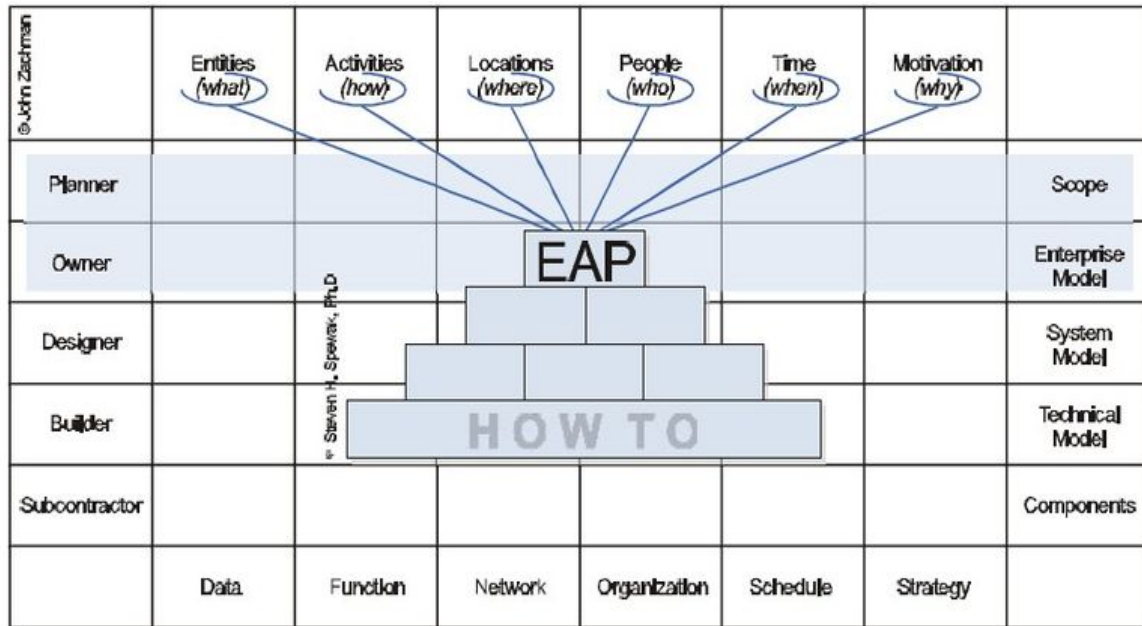 © John Zachman
Entities
(what)
Activities
(how)
Locations
(where)
People
(who)
Time
(when)
Motivation
(why)
Planner
Scope
Owner
EAP
Enterprise
Model
© Steven H. Spewak, Ph.D
Designer
System
Model
Builder
HOW TO
Technical
Model
Subcontractor
Components
Data
Function
Network
Organization
Schedule
Strategy